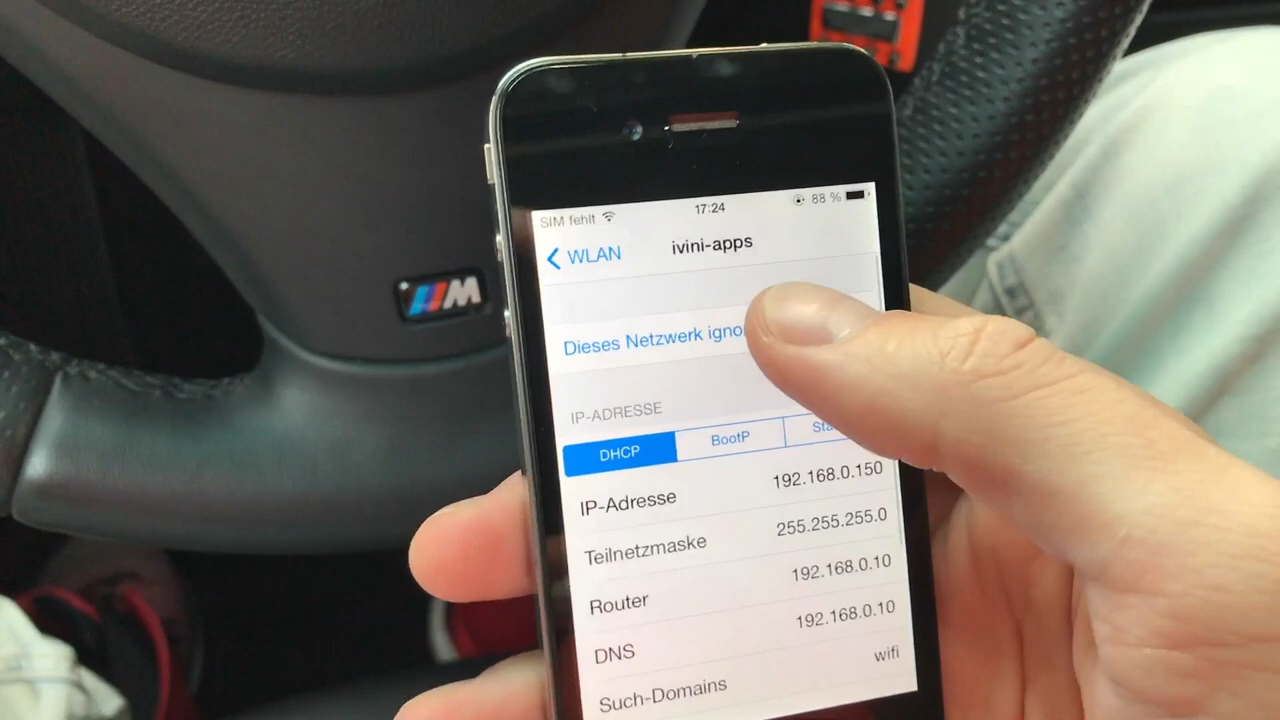 SIM fehlt 17:24 88 %
WLAN ivini-apps
Dieses Netzwerk
IP-ADRESSE
DHCP BootP
IP-Adresse 192.168.0.150
Teilnetzmaske 255.255.255.0
Router 192.168.0.10
DNS 192.168.0.10
Such-Domains wifi
M